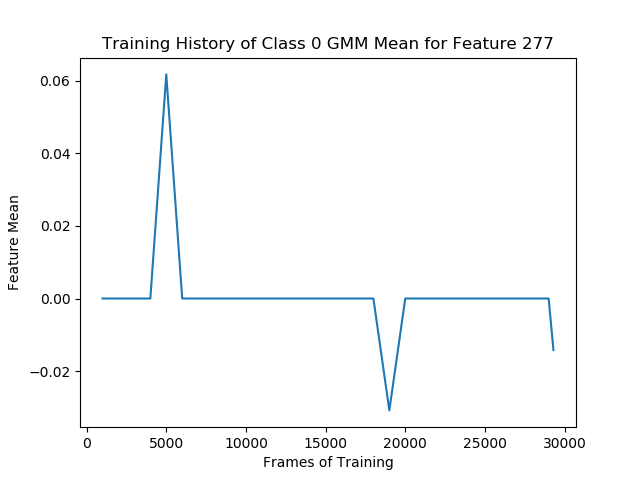 Training History of Class 0 GMM Mean for Feature 277
0.06
0.04
0.02
0.00
−0.02
Feature Mean
0 5000 10000 15000 20000 25000 30000
Frames of Training